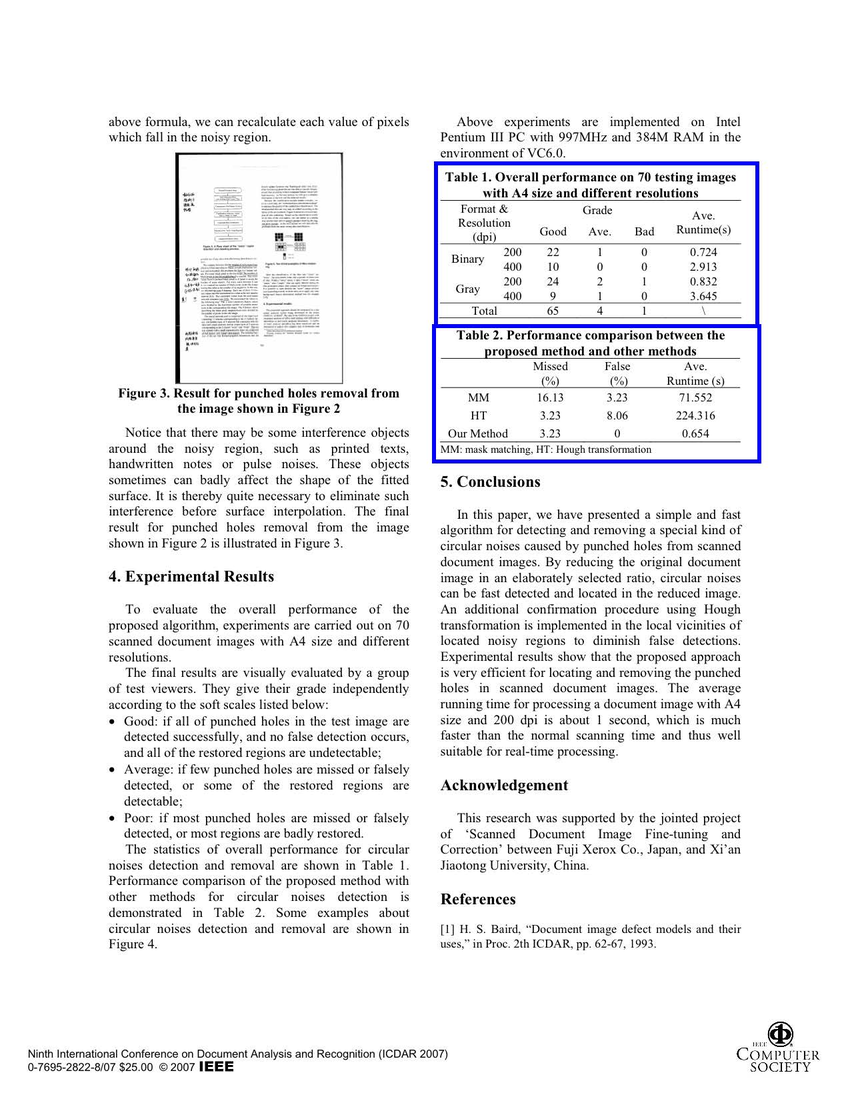 above formula, we can recalculate each value of pixels
which fall in the noisy region.
Figure 3. Result for punched holes removal from
the image shown in Figure 2
Notice that there may be some interference objects
around the noisy region, such as printed texts,
handwritten notes or pulse noises. These objects
sometimes can badly affect the shape of the fitted
surface. It is thereby quite necessary to eliminate such
interference before surface interpolation. The final
result for punched holes removal from the image
shown in Figure 2 is illustrated in Figure 3.
4. Experimental Results
To evaluate the overall performance of the
proposed algorithm, experiments are carried out on 70
scanned document images with A4 size and different
resolutions.
The final results are visually evaluated by a group
of test viewers. They give their grade independently
according to the soft scales listed below:
• Good: if all of punched holes in the test image are
detected successfully, and no false detection occurs,
and all of the restored regions are undetectable;
• Average: if few punched holes are missed or falsely
detected, or some of the restored regions are
detectable;
• Poor: if most punched holes are missed or falsely
detected, or most regions are badly restored.
The statistics of overall performance for circular
noises detection and removal are shown in Table 1.
Performance comparison of the proposed method with
other methods for circular noises detection is
demonstrated in Table 2. Some examples about
circular noises detection and removal are shown in
Figure 4.
Above experiments are implemented on Intel
Pentium III PC with 997MHz and 384M RAM in the
environment of VC6.0.
Table 1. Overall performance on 70 testing images
with A4 size and different resolutions
Format & Resolution (dpi) Grade Ave. Runtime(s)
Good Ave. Bad
Binary 200 22 1 0 0.724
400 10 0 0 2.913
Gray 200 24 2 1 0.832
400 9 1 0 3.645
Total 65 4 1 \
Table 2. Performance comparison between the
proposed method and other methods
Missed False Ave.
(%) (%) Runtime (s)
MM 16.13 3.23 71.552
HT 3.23 8.06 224.316
Our Method 3.23 0 0.654
MM: mask matching, HT: Hough transformation
5. Conclusions
In this paper, we have presented a simple and fast
algorithm for detecting and removing a special kind of
circular noises caused by punched holes from scanned
document images. By reducing the original document
image in an elaborately selected ratio, circular noises
can be fast detected and located in the reduced image.
An additional confirmation procedure using Hough
transformation is implemented in the local vicinities of
located noisy regions to diminish false detections.
Experimental results show that the proposed approach
is very efficient for locating and removing the punched
holes in scanned document images. The average
running time for processing a document image with A4
size and 200 dpi is about 1 second, which is much
faster than the normal scanning time and thus well
suitable for real-time processing.
Acknowledgement
This research was supported by the jointed project
of ‘Scanned Document Image Fine-tuning and
Correction’ between Fuji Xerox Co., Japan, and Xi’an
Jiaotong University, China.
References
[1] H. S. Baird, “Document image defect models and their
uses,” in Proc. 2th ICDAR, pp. 62-67, 1993.
Ninth International Conference on Document Analysis and Recognition (ICDAR 2007)
0-7695-2822-8/07 $25.00 © 2007 IEEE
IEEE
COMPUTER
SOCIETY